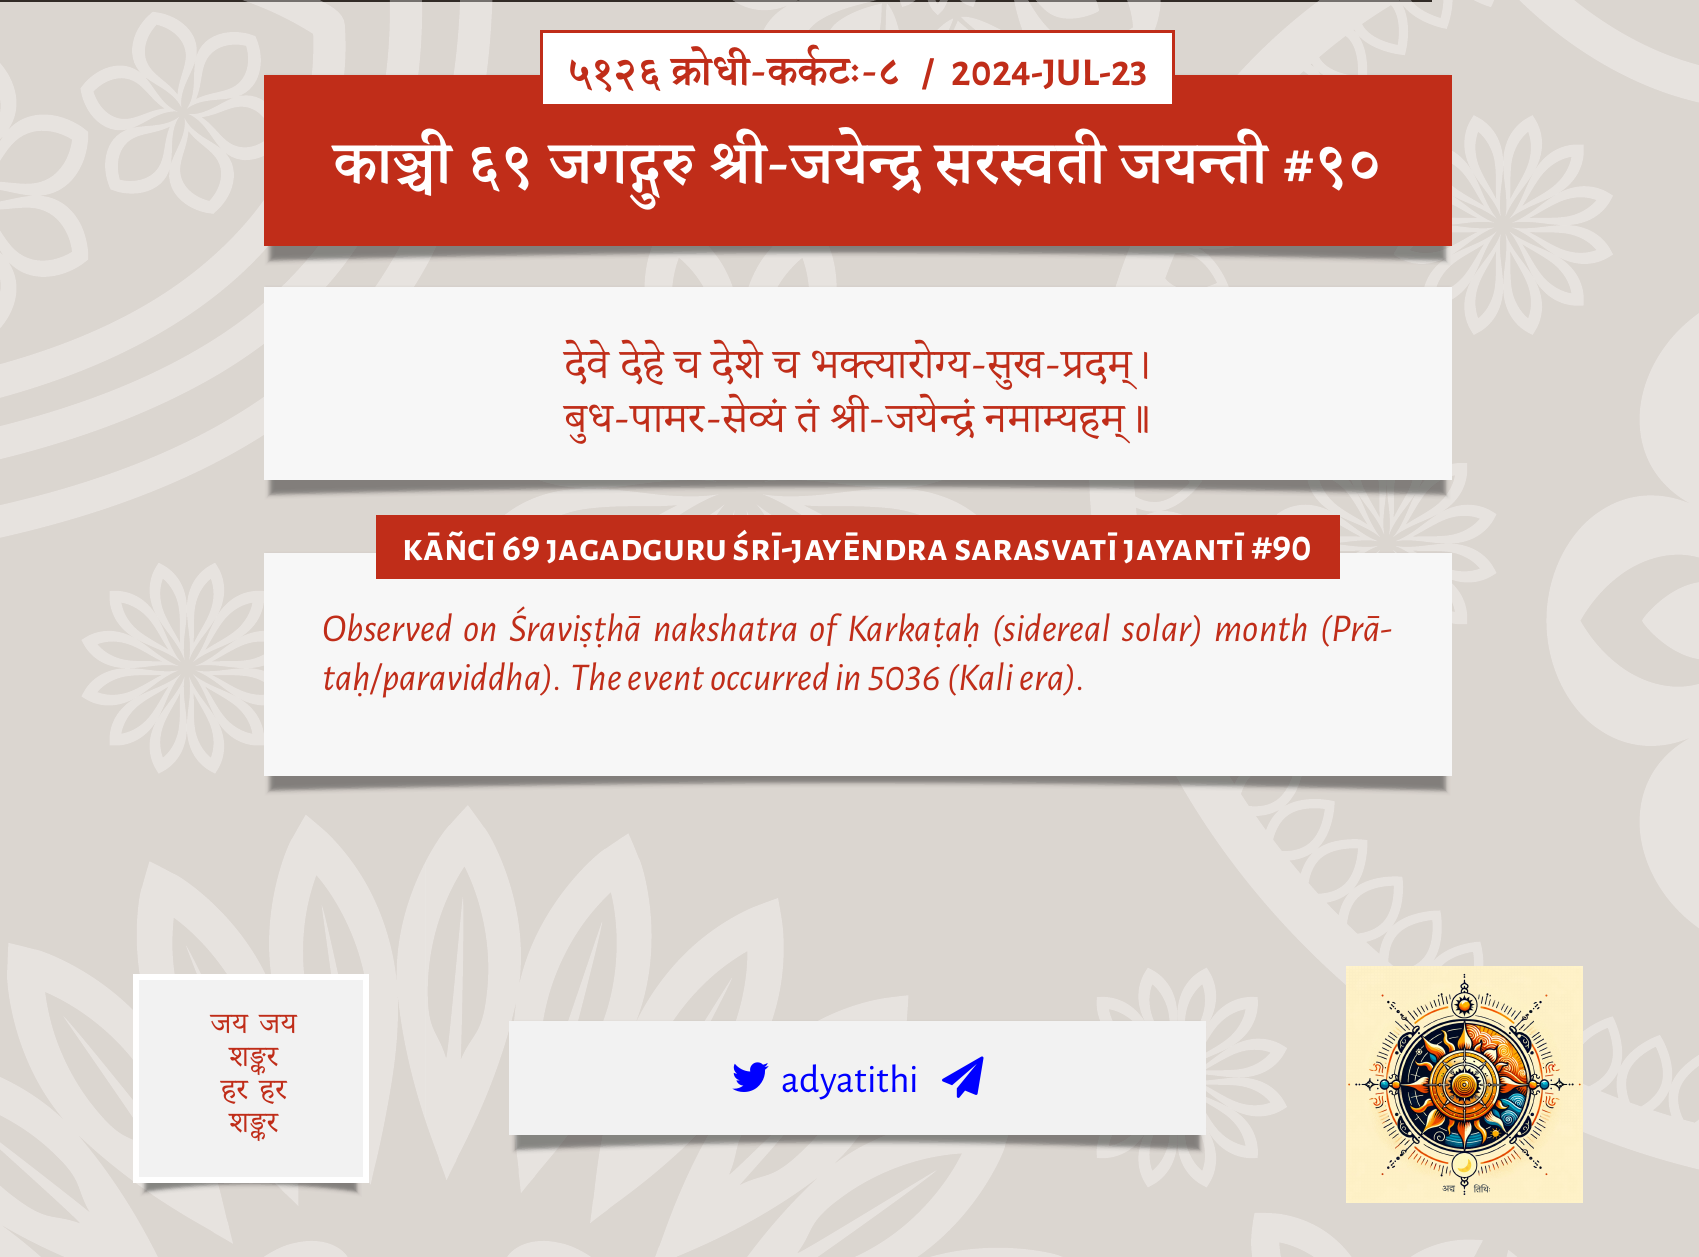 ५१२६ क्रोधी-कर्कटः-८ / 2024-JUL-23
काञ्ची ६९ जगद्गुरु श्री-जयेन्द्र सरस्वती जयन्ती #९०
देवे देहे च देशे च भक्त्यारोग्य-सुख-प्रदम्।
बुध-पामर-सेव्यं तं श्री-जयेन्द्रं नमाम्यहम्॥
KĀÑCĪ 69 JAGADGURU ŚRĪ-JAYĒNDRA SARASVATĪ JAYANTĪ #90
Observed on Śraviṣṭhā nakshatra of Karkaṭaḥ (sidereal solar) month (Prā-
taḥ/paraviddha). The event occurred in 5036 (Kali era).
जय जय
शङ्कर
हर हर
शङ्कर
adyatithi
अद्य तिथिः